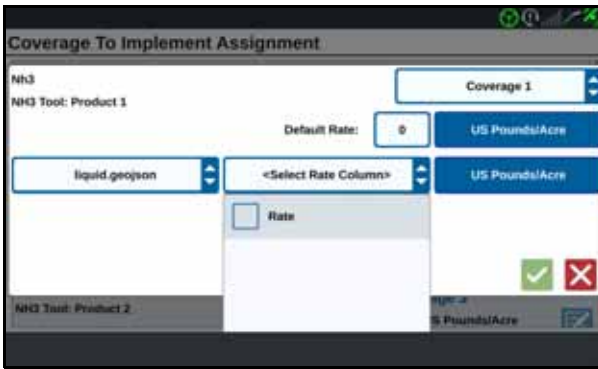 Coverage To Implement Assignment
Nh3
NH3 Tool: Product 1
Coverage 1
Default Rate:
0
US Pounds/Acre
liquid.geojson
<Select Rate Column>
US Pounds/Acre
Rate
NH3 Tool: Product 2
S Pounds/Acre